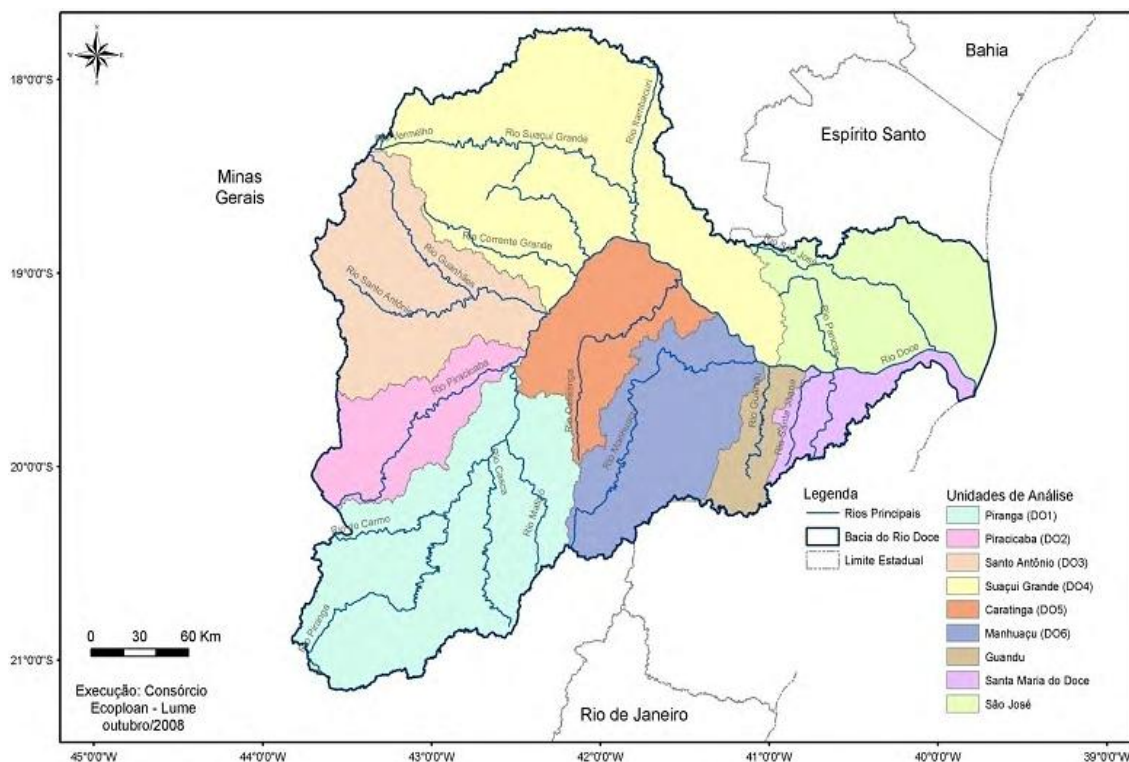 N
W
E
S
18°0'0"S
19°0'0"S
20°0'0"S
21°0'0"S
Bahia
Espírito Santo
Minas
Gerais
Vermelho
Rio Suaçuí Grande
Rio Itambacuri
Rio Corrente Grande
Rio Guanhães
Rio Santo Antônio
Rio São José
Rio Pancas
Rio Doce
Rio Piracicaba
Rio Caratinga
Rio Manhuaçu
Rio Guandu
Rio Santa Joana
Rio Casca
Rio Matipó
Rio do Carmo
Rio Piranga
0 30 60 Km
Execução: Consórcio
Ecoploan - Lume
outubro/2008
Rio de Janeiro
Legenda
Rios Principais
Bacia do Rio Doce
Limite Estadual
Unidades de Análise
Piranga (DO1)
Piracicaba (DO2)
Santo Antônio (DO3)
Suaçui Grande (DO4)
Caratinga (DO5)
Manhuaçu (DO6)
Guandu
Santa Maria do Doce
São José
45°0'0"W 44°0'0"W 43°0'0"W 42°0'0"W 41°0'0"W 40°0'0"W 39°0'0"W